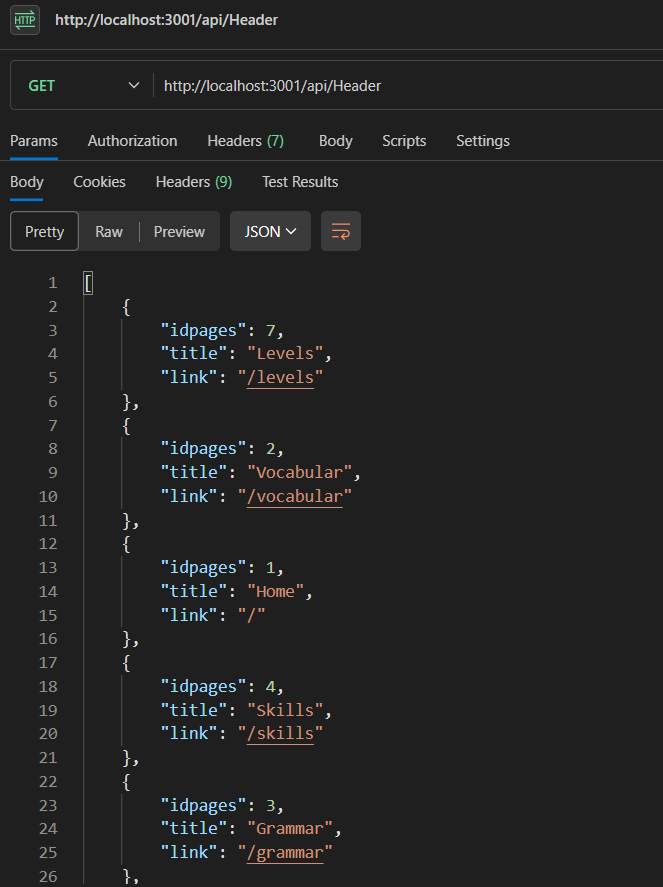 HTTP http://localhost:3001/api/Header
GET http://localhost:3001/api/Header
Params Authorization Headers (7) Body Scripts Settings
Body Cookies Headers (9) Test Results
Pretty Raw Preview JSON
1 [
2 {
3 "idpages": 7,
4 "title": "Levels",
5 "link": "/levels"
6 },
7 {
8 "idpages": 2,
9 "title": "Vocabular",
10 "link": "/vocabular"
11 },
12 {
13 "idpages": 1,
14 "title": "Home",
15 "link": "/"
16 },
17 {
18 "idpages": 4,
19 "title": "Skills",
20 "link": "/skills"
21 },
22 {
23 "idpages": 3,
24 "title": "Grammar",
25 "link": "/grammar"
26 },